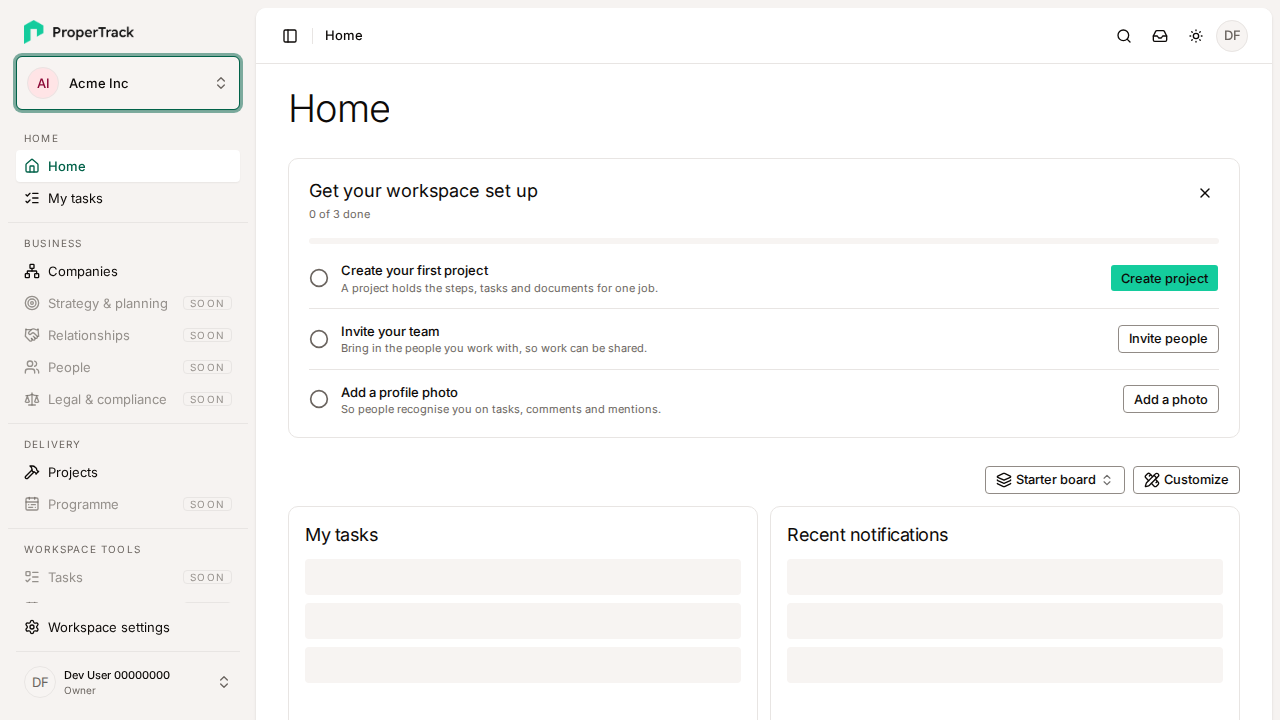 ProperTrack
AI Acme Inc
HOME
Home
My tasks
BUSINESS
Companies
Strategy & planning SOON
Relationships SOON
People SOON
Legal & compliance SOON
DELIVERY
Projects
Programme SOON
WORKSPACE TOOLS
Tasks SOON
Workspace settings
DF Dev User 00000000
Owner
Home
DF
Home
Get your workspace set up
0 of 3 done
Create your first project
A project holds the steps, tasks and documents for one job.
Create project
Invite your team
Bring in the people you work with, so work can be shared.
Invite people
Add a profile photo
So people recognise you on tasks, comments and mentions.
Add a photo
Starter board
Customize
My tasks
Recent notifications